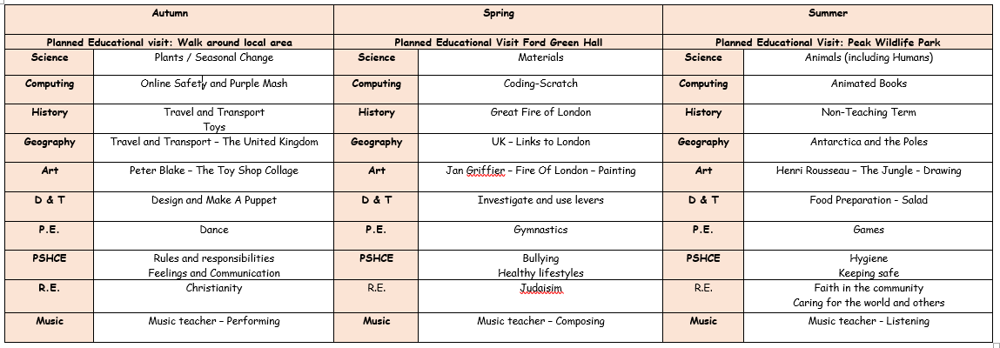 Autumn Spring Summer
Planned Educational visit: Walk around local area Planned Educational Visit Ford Green Hall Planned Educational Visit: Peak Wildlife Park
Science Plants / Seasonal Change Science Materials Science Animals (including Humans)
Computing Online Safety and Purple Mash Computing Coding-Scratch Computing Animated Books
History Travel and Transport History Great Fire of London History Non-Teaching Term
Toys
Geography Travel and Transport – The United Kingdom Geography UK – Links to London Geography Antarctica and the Poles
Art Peter Blake – The Toy Shop Collage Art Jan Griffier – Fire Of London – Painting Art Henri Rousseau – The Jungle - Drawing
D & T Design and Make A Puppet D & T Investigate and use levers D & T Food Preparation - Salad
P.E. Dance P.E. Gymnastics P.E. Games
PSHCE Rules and responsibilities PSHCE Bullying PSHCE Hygiene
Feelings and Communication Healthy lifestyles Keeping safe
R.E. Christianity R.E. Judaisim R.E. Faith in the community
Caring for the world and others
Music Music teacher – Performing Music Music teacher – Composing Music Music teacher - Listening